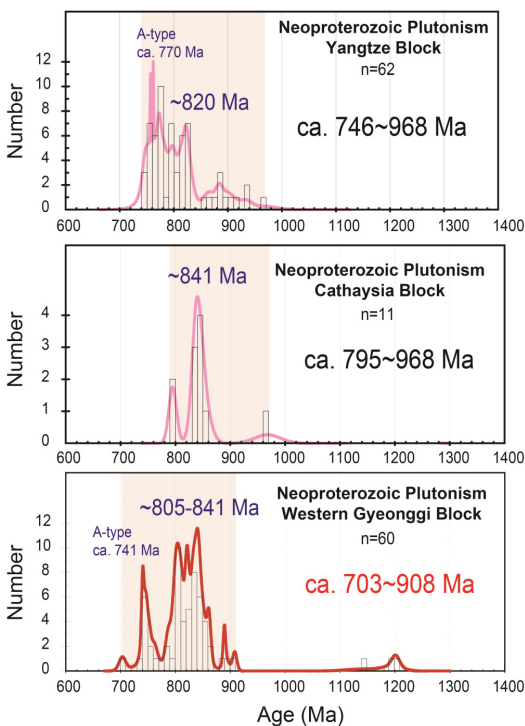 Neoproterozoic Plutonism
Yangtze Block
n=62
A-type
ca. 770 Ma
~820 Ma
ca. 746~968 Ma
Number
12
10
8
6
4
2
0
600 700 800 900 1000 1100 1200 1300 1400
Neoproterozoic Plutonism
Cathaysia Block
n=11
~841 Ma
ca. 795~968 Ma
Number
4
3
2
1
0
600 700 800 900 1000 1100 1200 1300 1400
Neoproterozoic Plutonism
Western Gyeonggi Block
n=60
~805-841 Ma
A-type
ca. 741 Ma
ca. 703~908 Ma
Number
12
10
8
6
4
2
0
600 700 800 900 1000 1100 1200 1300 1400
Age (Ma)